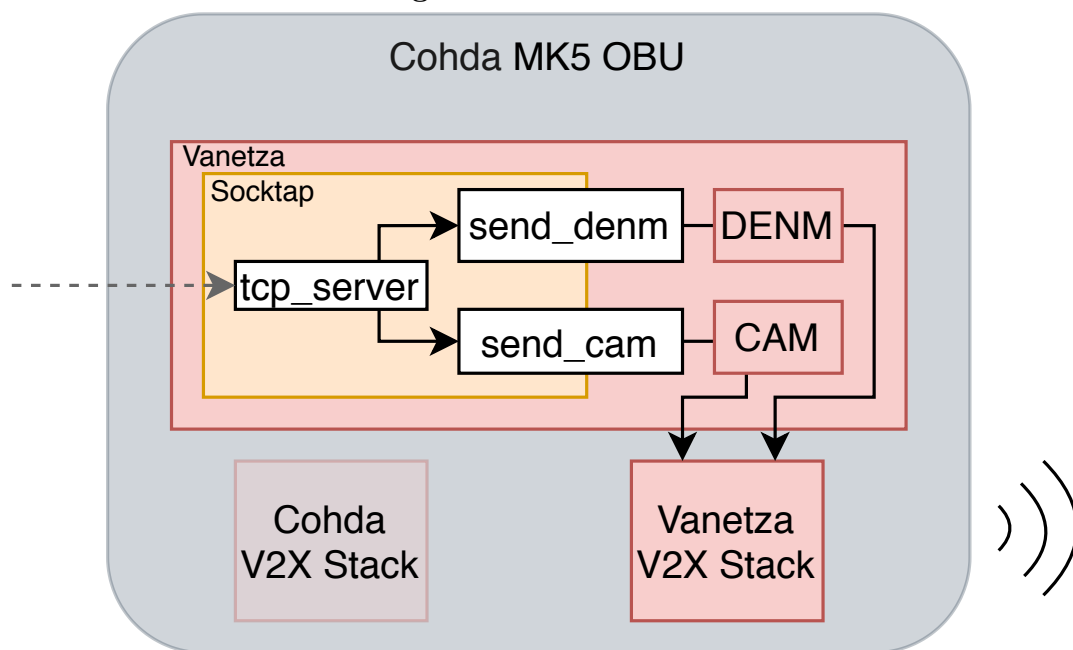 Cohda MK5 OBU
Vanetza
Socktap
send_denm
DENM
tcp_server
send_cam
CAM
Cohda
V2X Stack
Vanetza
V2X Stack